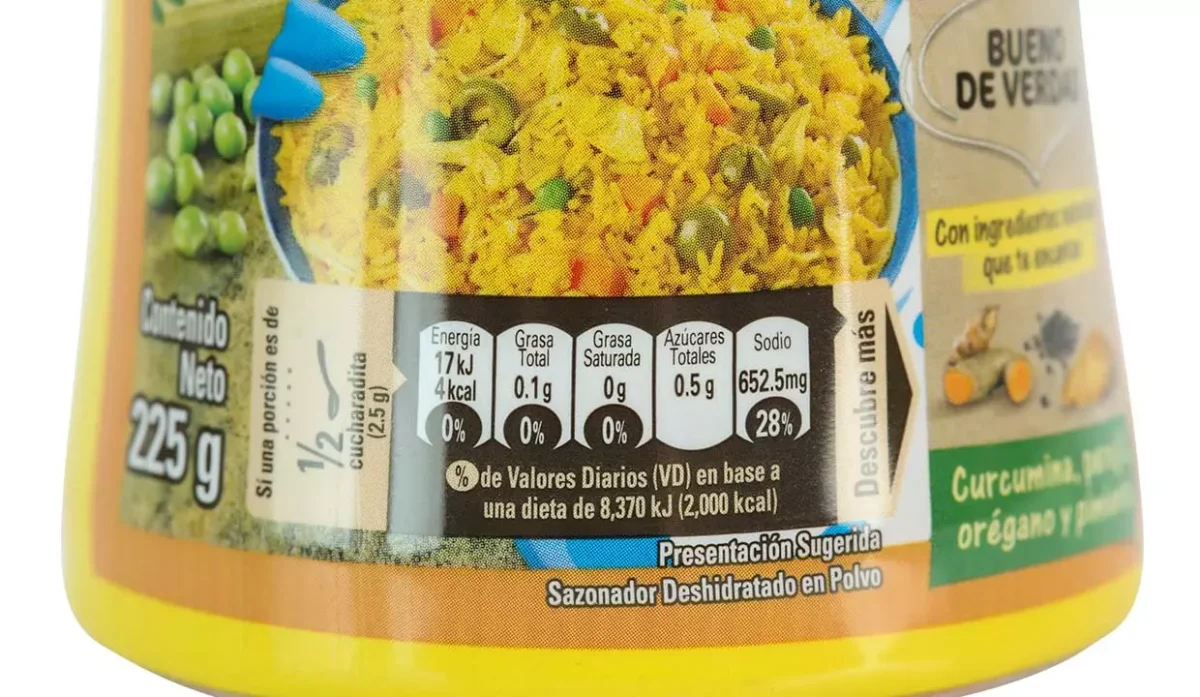 BUENO
DE VERDAD
Con ingredientes
que te encantan
Contenido
Neto
225 g
Si una porción es de
1/2
cucharadita
(2.5 g)
Energía
17 kJ
4 kcal
0%
Grasa
Total
0.1 g
0%
Grasa
Saturada
0g
0%
Azúcares
Totales
0.5 g
Sodio
652.5mg
28%
Descubre más
% de Valores Diarios (VD) en base a
una dieta de 8,370 kJ (2,000 kcal)
Curcumina,
orégano y
Presentación Sugerida
Sazonador Deshidratado en Polvo